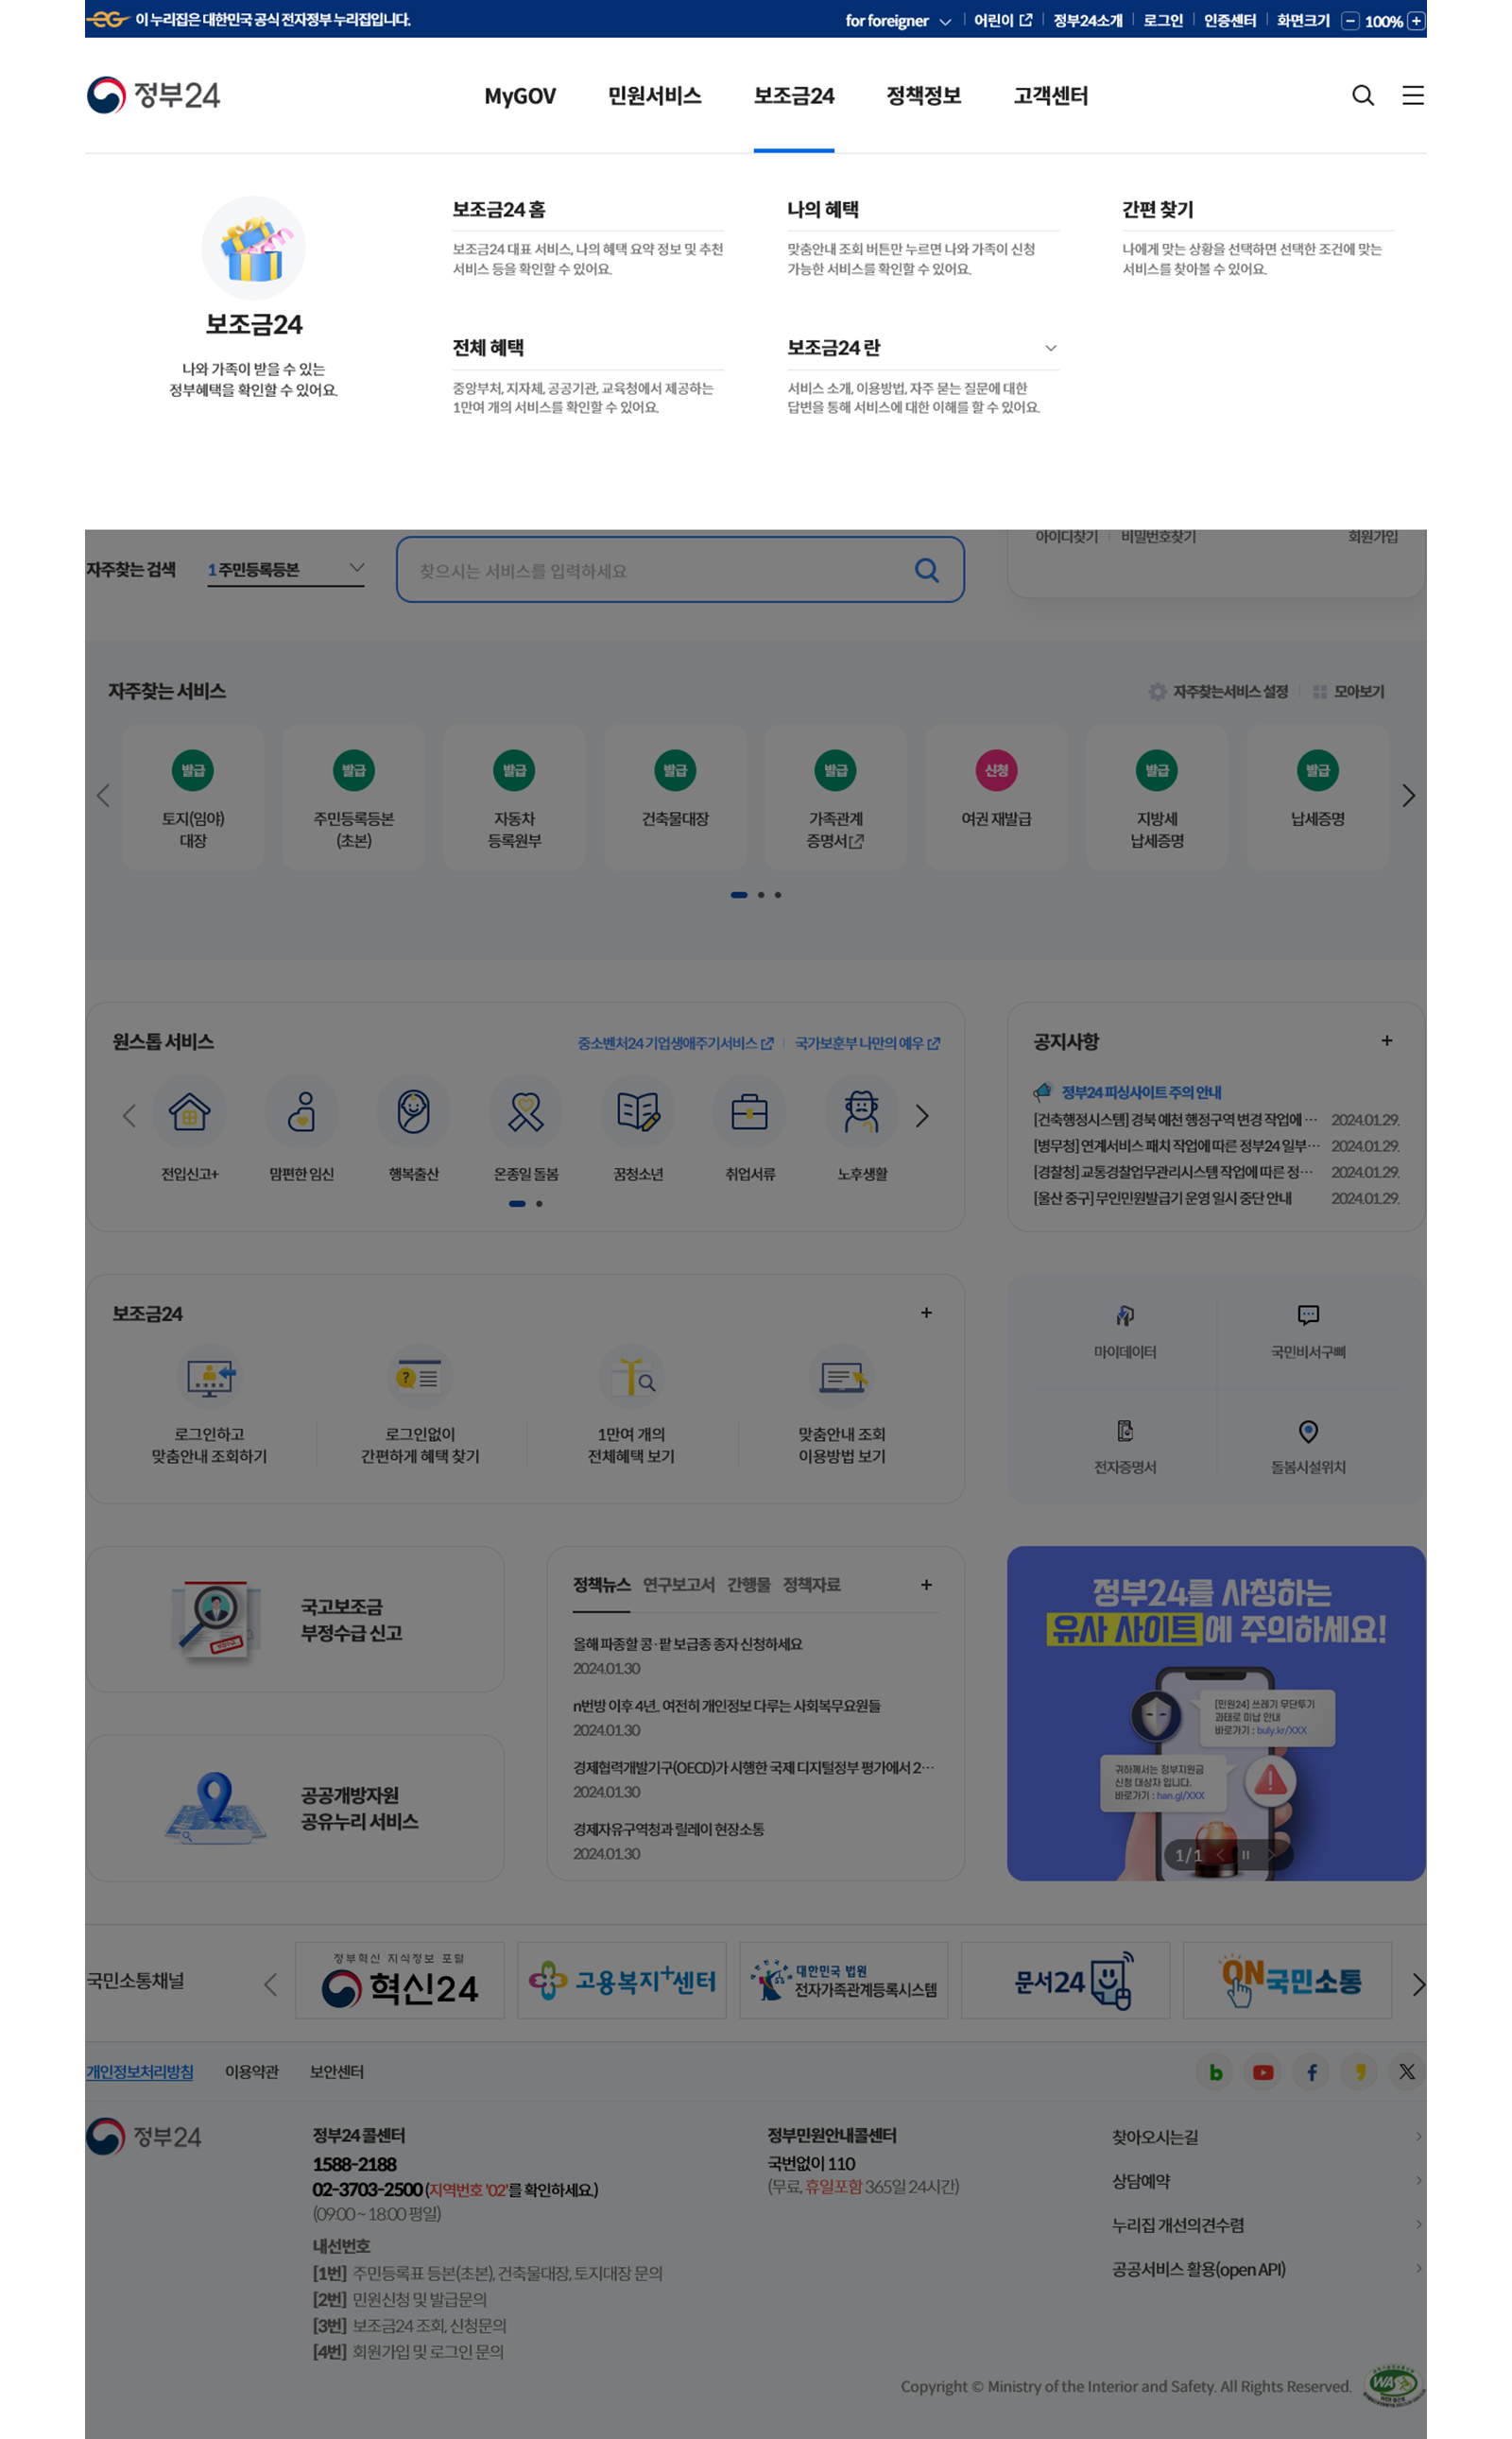 이 누리집은 대한민국 공식 전자정부 누리집입니다.
for foreigner
어린이
정부24소개
로그인
인증센터
화면크기
100%
정부24
MyGOV
민원서비스
보조금24
정책정보
고객센터
보조금24
나와 가족이 받을 수 있는
정부혜택을 확인할 수 있어요.
보조금24 홈
보조금24 대표 서비스, 나의 혜택 요약 정보 및 추천
서비스 등을 확인할 수 있어요.
나의 혜택
맞춤안내 조회 버튼만 누르면 나와 가족이 신청
가능한 서비스를 확인할 수 있어요.
간편 찾기
나에게 맞는 상황을 선택하면 선택한 조건에 맞는
서비스를 찾아볼 수 있어요.
전체 혜택
중앙부처, 지자체, 공공기관, 교육청에서 제공하는
1만여 개의 서비스를 확인할 수 있어요.
보조금24 란
서비스 소개, 이용방법, 자주 묻는 질문에 대한
답변을 통해 서비스에 대한 이해를 할 수 있어요.
아이디찾기
비밀번호찾기
회원가입
자주찾는 검색
1 주민등록등본
찾으시는 서비스를 입력하세요
자주찾는 서비스
자주찾는서비스 설정
모아보기
발급
토지(임야)
대장
발급
주민등록등본
(초본)
발급
자동차
등록원부
발급
건축물대장
발급
가족관계
증명서
신청
여권 재발급
발급
지방세
납세증명
발급
납세증명
원스톱 서비스
중소벤처24 기업생애주기서비스
국가보훈부 나만의 예우
전입신고+
맘편한 임신
행복출산
온종일 돌봄
꿈청소년
취업서류
노후생활
공지사항
정부24 피싱사이트 주의 안내
[건축행정시스템] 경북 예천 행정구역 변경 작업에 ⋯ 2024.01.29.
[병무청] 연계서비스 패치 작업에 따른 정부24 일부⋯ 2024.01.29.
[경찰청] 교통경찰업무관리시스템 작업에 따른 정⋯ 2024.01.29.
[울산 중구] 무인민원발급기 운영 일시 중단 안내 2024.01.29.
보조금24
로그인하고
맞춤안내 조회하기
로그인없이
간편하게 혜택 찾기
1만여 개의
전체혜택 보기
맞춤안내 조회
이용방법 보기
마이데이터
국민비서구삐
전자증명서
돌봄시설위치
국고보조금
부정수급 신고
공공개방자원
공유누리 서비스
정책뉴스
연구보고서
간행물
정책자료
올해 파종할 콩·팥 보급종 종자 신청하세요
2024.01.30
n번방 이후 4년.. 여전히 개인정보 다루는 사회복무요원들
2024.01.30
경제협력개발기구(OECD)가 시행한 국제 디지털정부 평가에서 2⋯
2024.01.30
경제자유구역청과 릴레이 현장소통
2024.01.30
정부24를 사칭하는
유사 사이트에 주의하세요!
[민원24] 쓰레기 무단투기
과태로 미납 안내
바로가기 : buly.kr/XXX
귀하께서는 정부지원금
신청 대상자 입니다.
바로가기 : han.gl/XXX
1/1
국민소통채널
정부혁신 지식정보 포털
혁신24
고용복지+센터
대한민국 법원
전자가족관계등록시스템
문서24
ON국민소통
개인정보처리방침
이용약관
보안센터
정부24
정부24 콜센터
1588-2188
02-3703-2500 (지역번호 '02'를 확인하세요.)
(09:00 ~ 18:00 평일)
내선번호
[1번] 주민등록표 등본(초본), 건축물대장, 토지대장 문의
[2번] 민원신청 및 발급문의
[3번] 보조금24 조회, 신청문의
[4번] 회원가입 및 로그인 문의
정부민원안내콜센터
국번없이 110
(무료, 휴일포함 365일 24시간)
찾아오시는길
상담예약
누리집 개선의견수렴
공공서비스 활용(open API)
Copyright © Ministry of the Interior and Safety. All Rights Reserved.
WA